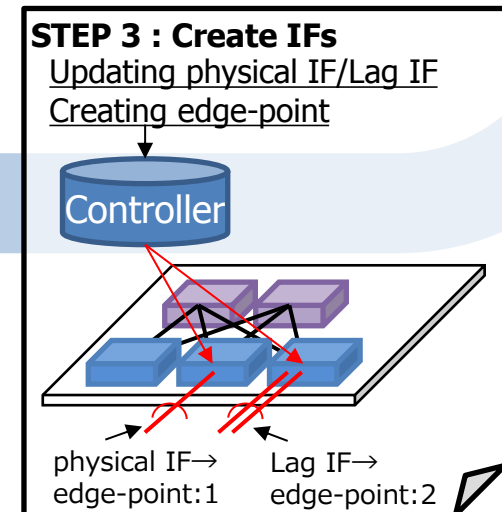 STEP 3 : Create IFs
Updating physical IF/Lag IF
Creating edge-point
Controller
physical IF→
edge-point:1
Lag IF→
edge-point:2